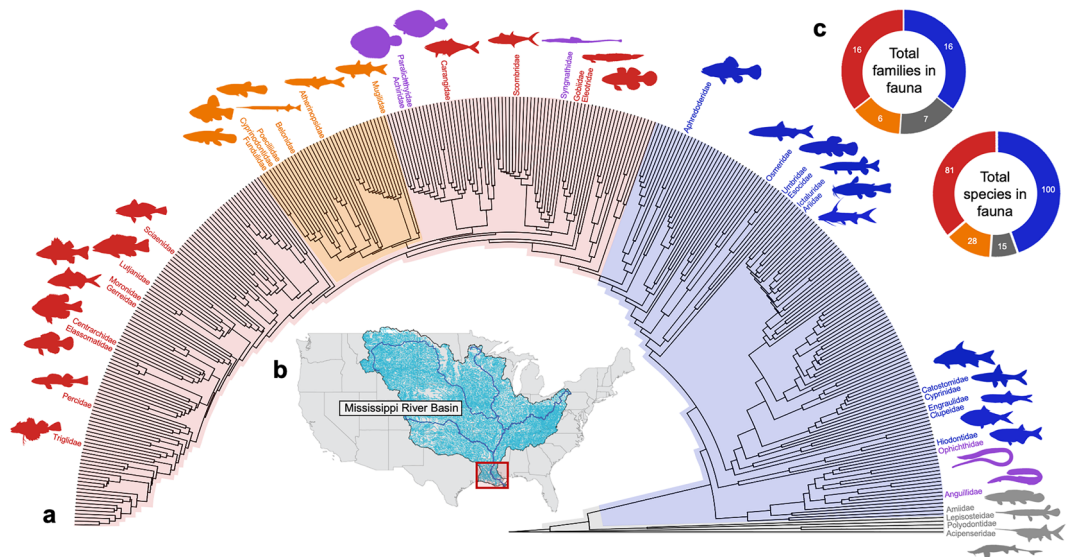 c
16
16
6
7
Total
families in
fauna
81
100
28
15
Total
species in
fauna
Triglidae
Percidae
Elassomatidae
Centrarchidae
Gerreidae
Moronidae
Lutjanidae
Sciaenidae
Fundulidae
Cyprinodontidae
Poeciliidae
Belonidae
Atherinopsidae
Mugilidae
Achiridae
Paralichthyidae
Carangidae
Scombridae
Syngnathidae
Gobiidae
Eleotridae
Aphredoderidae
Osmeridae
Umbridae
Esocidae
Ictaluridae
Ariidae
Catostomidae
Cyprinidae
Engraulidae
Clupeidae
Hiodontidae
Ophichthidae
Anguillidae
Amiidae
Lepisosteidae
Polyodontidae
Acipenseridae
b
Mississippi River Basin
a